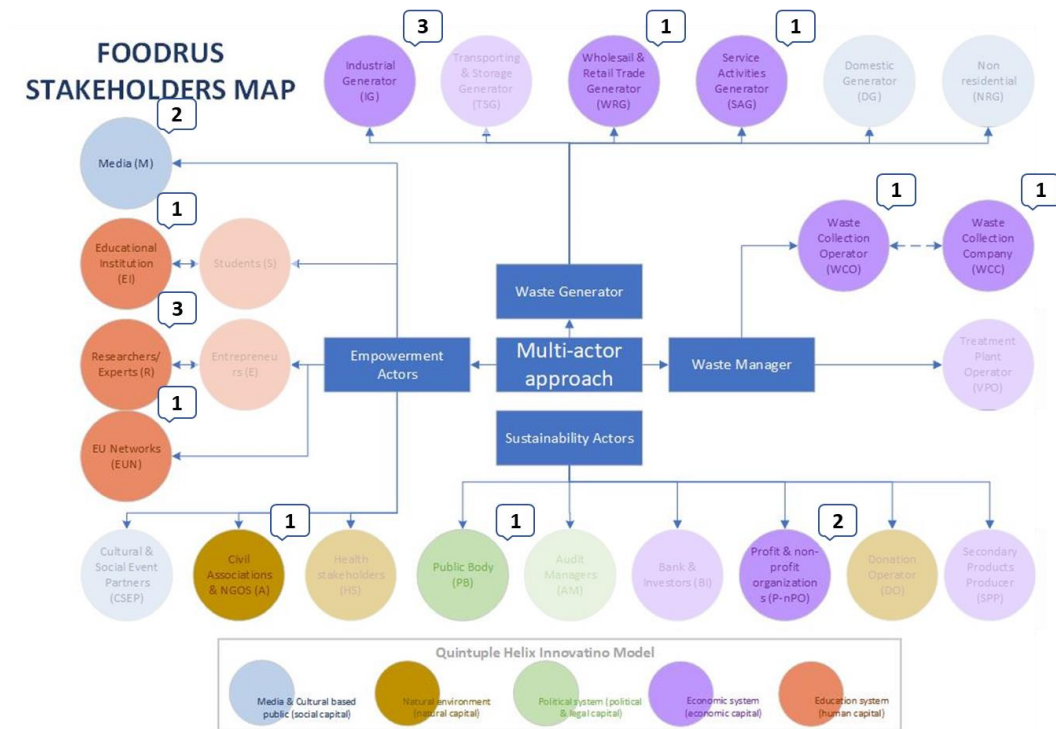 FOODRUS
STAKEHOLDERS MAP
3
1
1
Industrial
Generator
(IG)
Transporting
& Storage
Generator
(TSG)
Wholesail &
Retail Trade
Generator
(WRG)
Service
Activities
Generator
(SAG)
Domestic
Generator
(DG)
Non
residential
(NRG)
2
Media (M)
1
Educational
Institution
(EI)
Students (S)
3
Researchers/
Experts (R)
Entrepreneu
rs (E)
1
EU Networks
(EUN)
1
1
Waste
Collection
Operator
(WCO)
Waste
Collection
Company
(WCC)
Waste Generator
Empowerment
Actors
Multi-actor
approach
Waste Manager
Treatment
Plant
Operator
(VPO)
Sustainability Actors
1
1
2
Cultural &
Social Event
Partners
(CSEP)
Civil
Associations
& NGOS (A)
Health
stakeholders
(HS)
Public Body
(PB)
Audit
Managers
(AM)
Bank &
Investors (BI)
Profit & non-
profit
organization
s (P-nPO)
Donation
Operator
(DO)
Secondary
Products
Producer
(SPP)
Quintuple Helix Innovatino Model
Media & Cultural based
public (social capital)
Natural environment
(natural capital)
Political system (political
& legal capital)
Economic system
(economic capital)
Education system
(human capital)